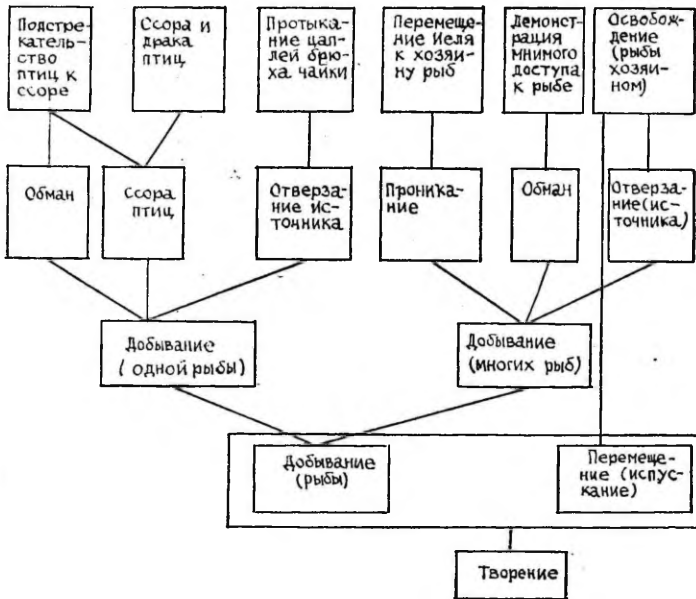 Подстре-
кательь-
ство
птиц к
ссоре
Ссора и
драка
птиц
Протыка-
ние цап-
лей брю-
ха чайки
Перемеще-
ние Йеля
к хозяи-
ну рыб
Демонст-
рация
мнимого
доступа
к рыбе
Освобож-
дение
(рыбы
хозяи-
ном)
Обман
Ссора
птиц
Отверза-
ние ис-
точника
Проника-
ние
Обман
Отверза-
ние (ис-
точника)
Добывание
(одной рыбы)
Добывание
(многих рыб)
Добывание
(рыбы)
Перемеще-
ние (испус-
кание)
Творение